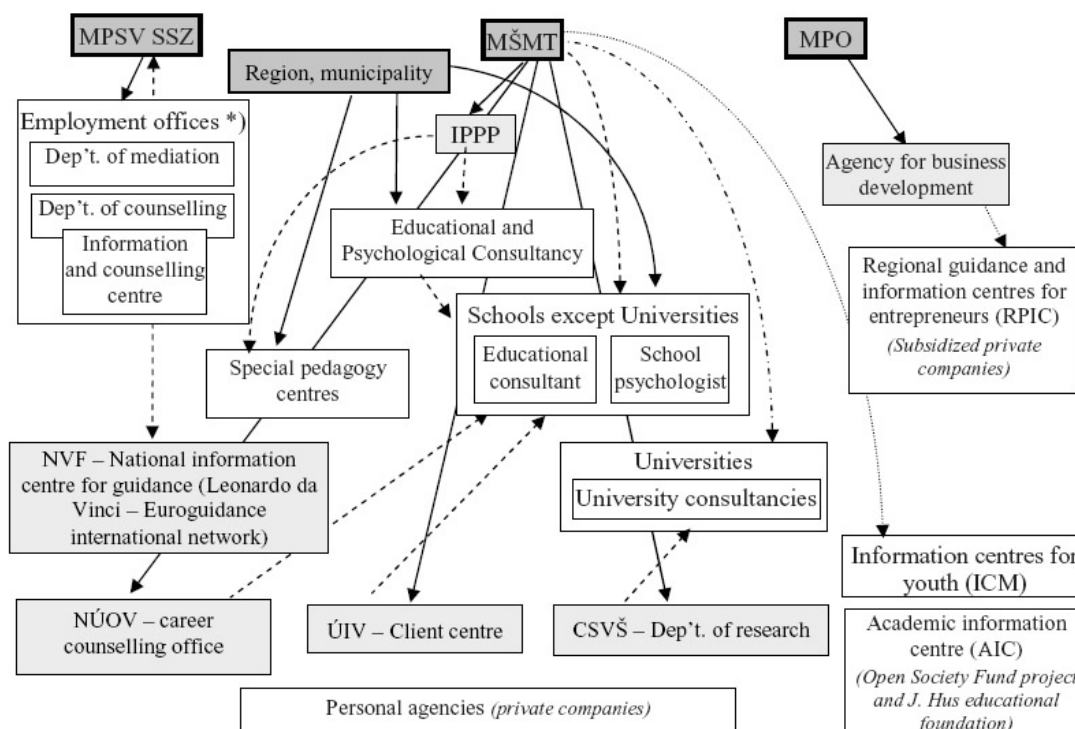 MPSV SSZ
MŠMT
MPO
Region, municipality
Employment offices *)
Dep't. of mediation
Dep't. of counselling
Information
and counselling
centre
IPPP
Agency for business
development
Educational and
Psychological Consultancy
Regional guidance and
information centres for
entrepreneurs (RPIC)
(Subsidized private
companies)
Schools except Universities
Educational
consultant
School
psychologist
Special pedagogy
centres
NVF – National information
centre for guidance (Leonardo da
Vinci – Euroguidance
international network)
Universities
University consultancies
Information centres for
youth (ICM)
NÚOV – career
counselling office
ÚIV – Client centre
CSVŠ – Dep't. of research
Academic information
centre (AIC)
(Open Society Fund project
and J. Hus educational
foundation)
Personal agencies (private companies)